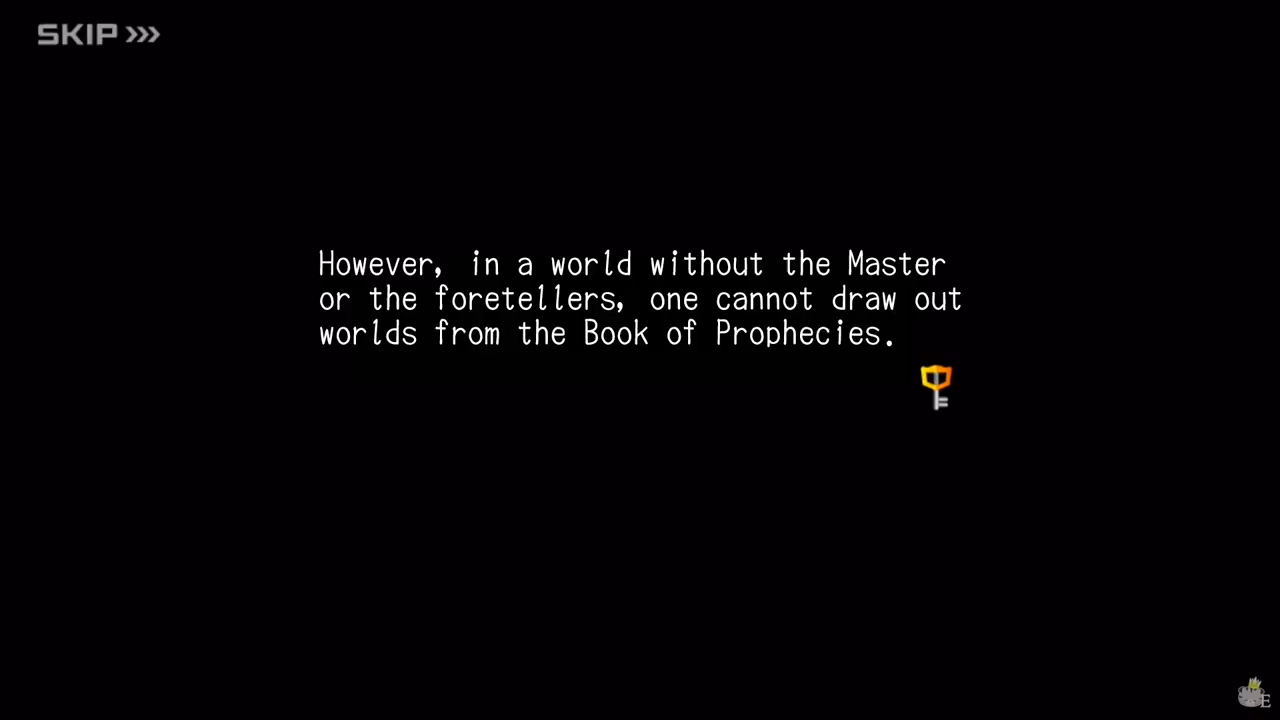 SKIP >>>
However, in a world without the Master
or the foretellers, one cannot draw out
worlds from the Book of Prophecies.
E